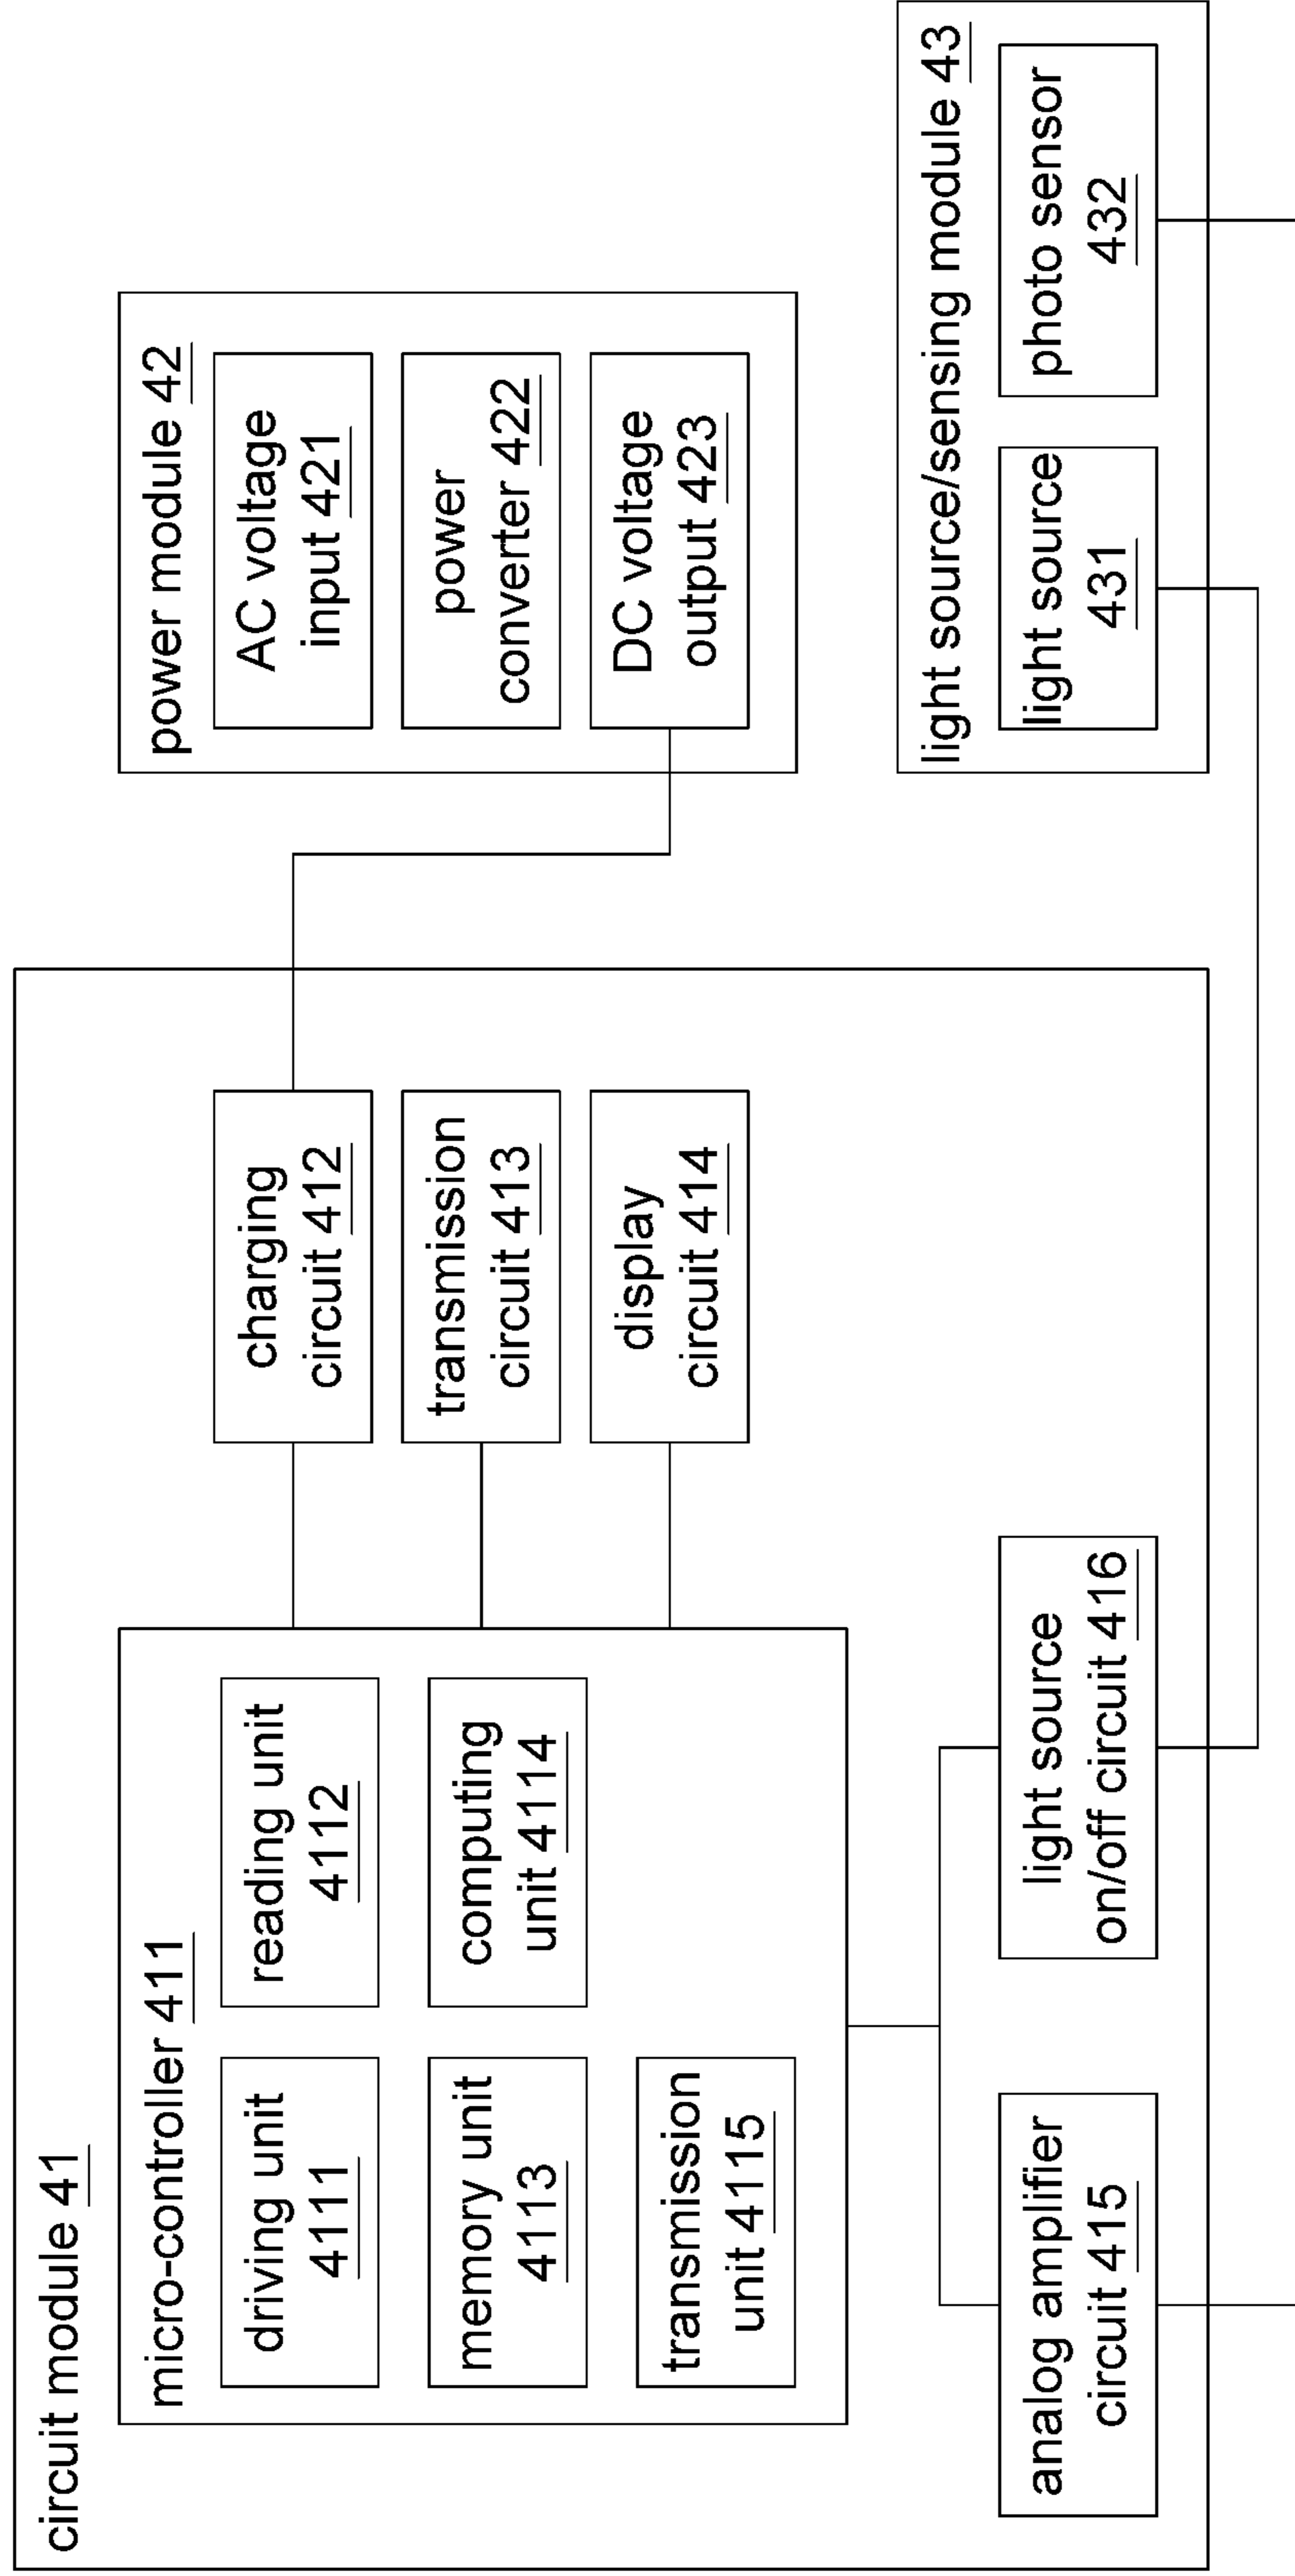 circuit module 41
micro-controller 411
driving unit
4111
reading unit
4112
memory unit
4113
computing
unit 4114
transmission
unit 4115
charging
circuit 412
transmission
circuit 413
display
circuit 414
analog amplifier
circuit 415
light source
on/off circuit 416
power module 42
AC voltage
input 421
power
converter 422
DC voltage
output 423
light source/sensing module 43
light source
431
photo sensor
432